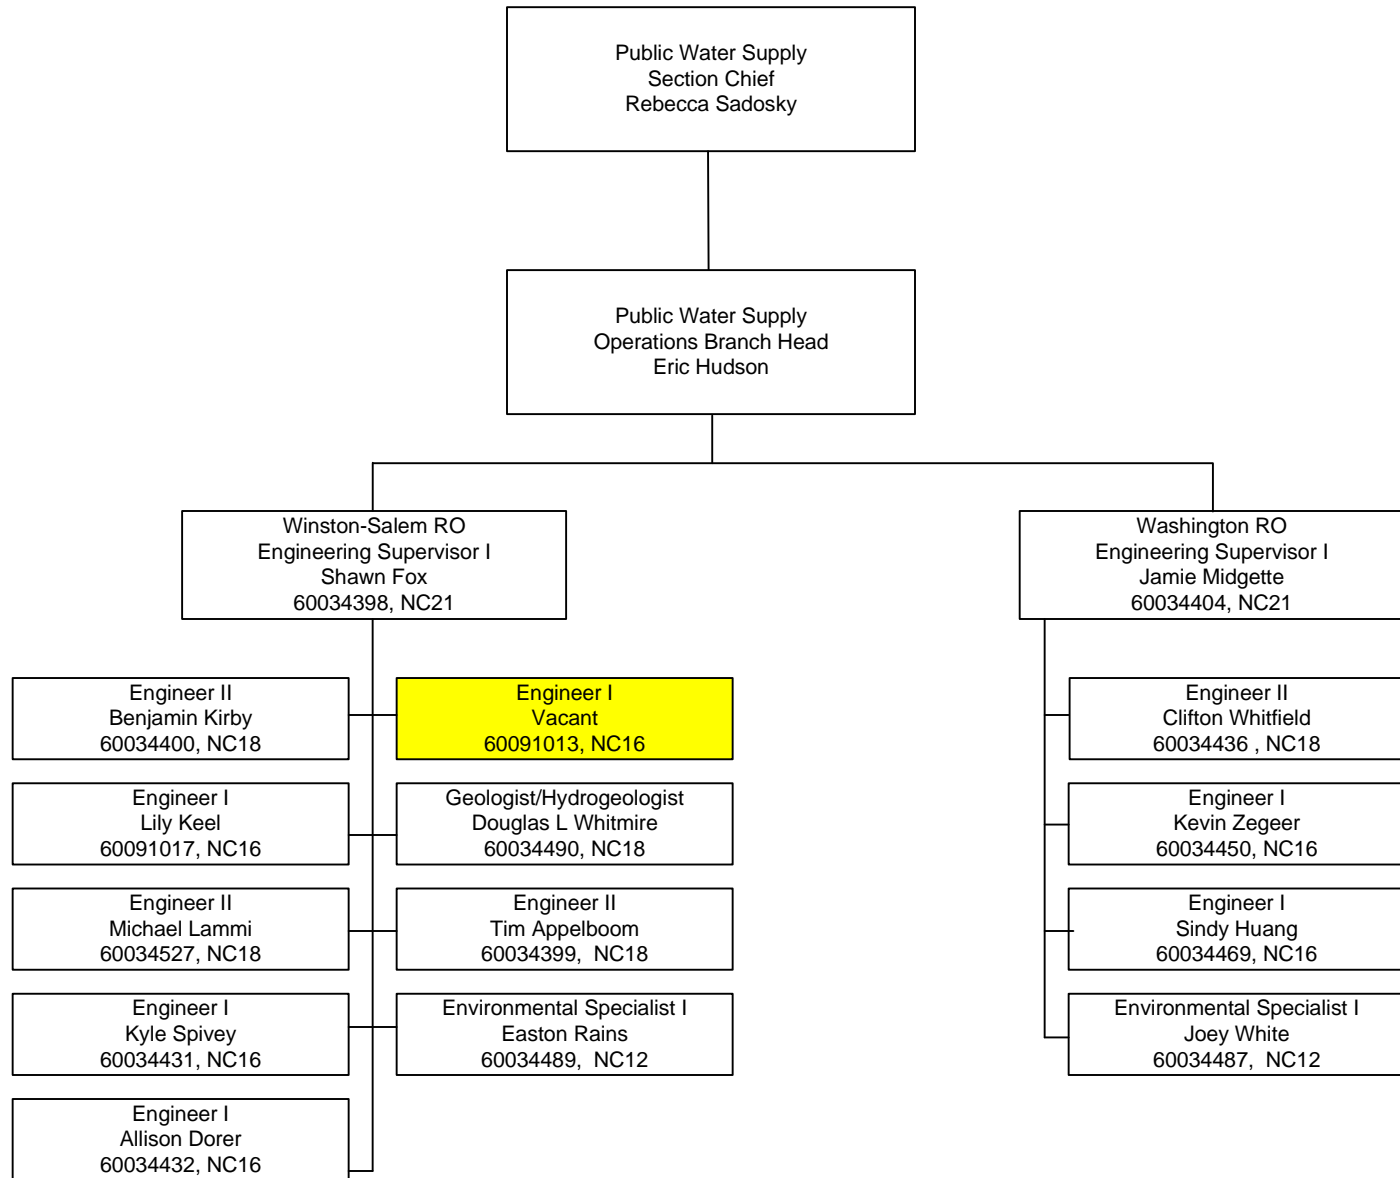 Public Water Supply
Section Chief
Rebecca Sadosky
Public Water Supply
Operations Branch Head
Eric Hudson
Winston-Salem RO
Engineering Supervisor I
Shawn Fox
60034398, NC21
Washington RO
Engineering Supervisor I
Jamie Midgette
60034404, NC21
Engineer II
Benjamin Kirby
60034400, NC18
Engineer I
Vacant
60091013, NC16
Engineer II
Clifton Whitfield
60034436 , NC18
Engineer I
Lily Keel
60091017, NC16
Geologist/Hydrogeologist
Douglas L Whitmire
60034490, NC18
Engineer I
Kevin Zegeer
60034450, NC16
Engineer II
Michael Lammi
60034527, NC18
Engineer II
Tim Appelboom
60034399,  NC18
Engineer I
Sindy Huang
60034469, NC16
Engineer I
Kyle Spivey
60034431, NC16
Environmental Specialist I
Easton Rains
60034489,  NC12
Environmental Specialist I
Joey White
60034487,  NC12
Engineer I
Allison Dorer
60034432, NC16